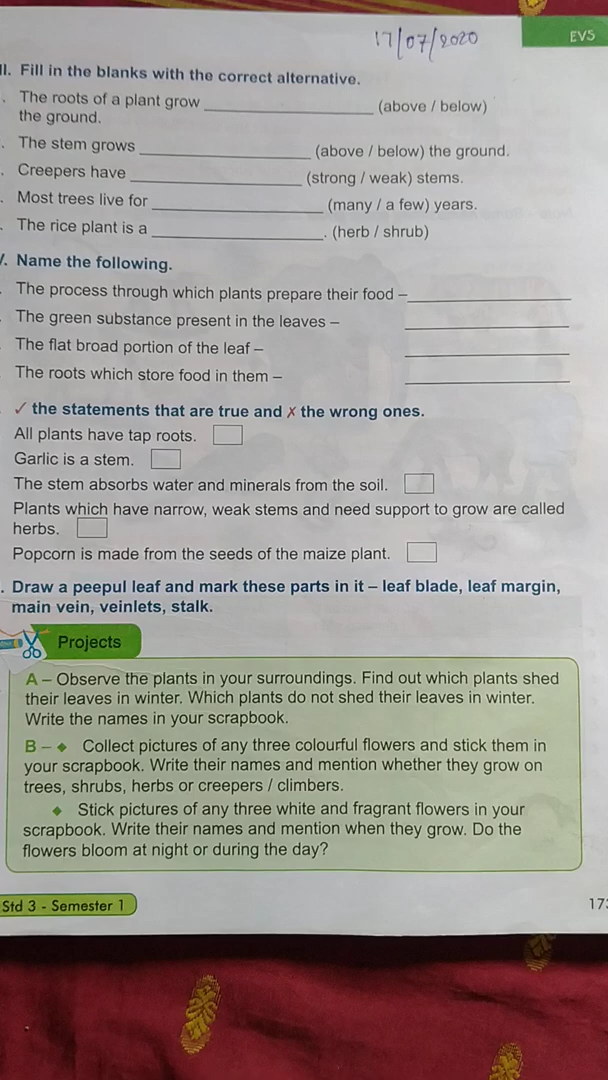 17/07/2020
EVS
II. Fill in the blanks with the correct alternative.
. The roots of a plant grow ____________ (above / below)
the ground.
. The stem grows ____________ (above / below) the ground.
. Creepers have ____________ (strong / weak) stems.
. Most trees live for ____________ (many / a few) years.
. The rice plant is a ____________. (herb / shrub)
. Name the following.
The process through which plants prepare their food – ____________
The green substance present in the leaves – ____________
The flat broad portion of the leaf – ____________
The roots which store food in them – ____________
✓ the statements that are true and ✗ the wrong ones.
All plants have tap roots.
Garlic is a stem.
The stem absorbs water and minerals from the soil.
Plants which have narrow, weak stems and need support to grow are called
herbs.
Popcorn is made from the seeds of the maize plant.
. Draw a peepul leaf and mark these parts in it – leaf blade, leaf margin,
main vein, veinlets, stalk.
Projects
A – Observe the plants in your surroundings. Find out which plants shed
their leaves in winter. Which plants do not shed their leaves in winter.
Write the names in your scrapbook.
B – ◆ Collect pictures of any three colourful flowers and stick them in
your scrapbook. Write their names and mention whether they grow on
trees, shrubs, herbs or creepers / climbers.
◆ Stick pictures of any three white and fragrant flowers in your
scrapbook. Write their names and mention when they grow. Do the
flowers bloom at night or during the day?
Std 3 - Semester 1
173